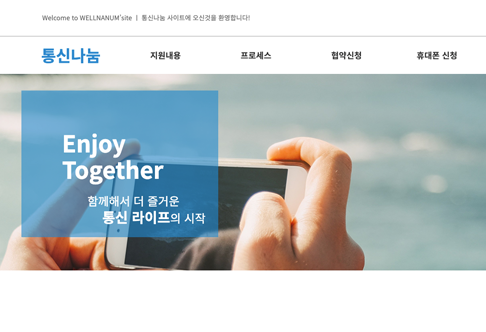 Welcome to WELLNANUM'site | 통신나눔 사이트에 오신것을 환영합니다!
통신나눔 지원내용 프로세스 협약신청 휴대폰 신청
Enjoy
Together
함께해서 더 즐거운
통신 라이프의 시작